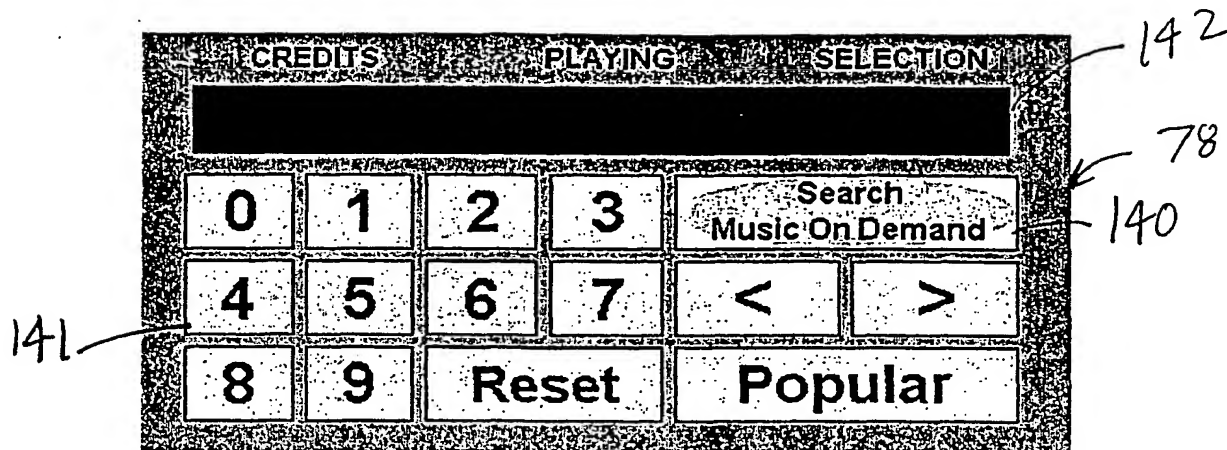 CREDITS PLAYING SELECTION
142
78
0 1 2 3 Search
Music On Demand
140
4 5 6 7 < >
141
8 9 Reset Popular